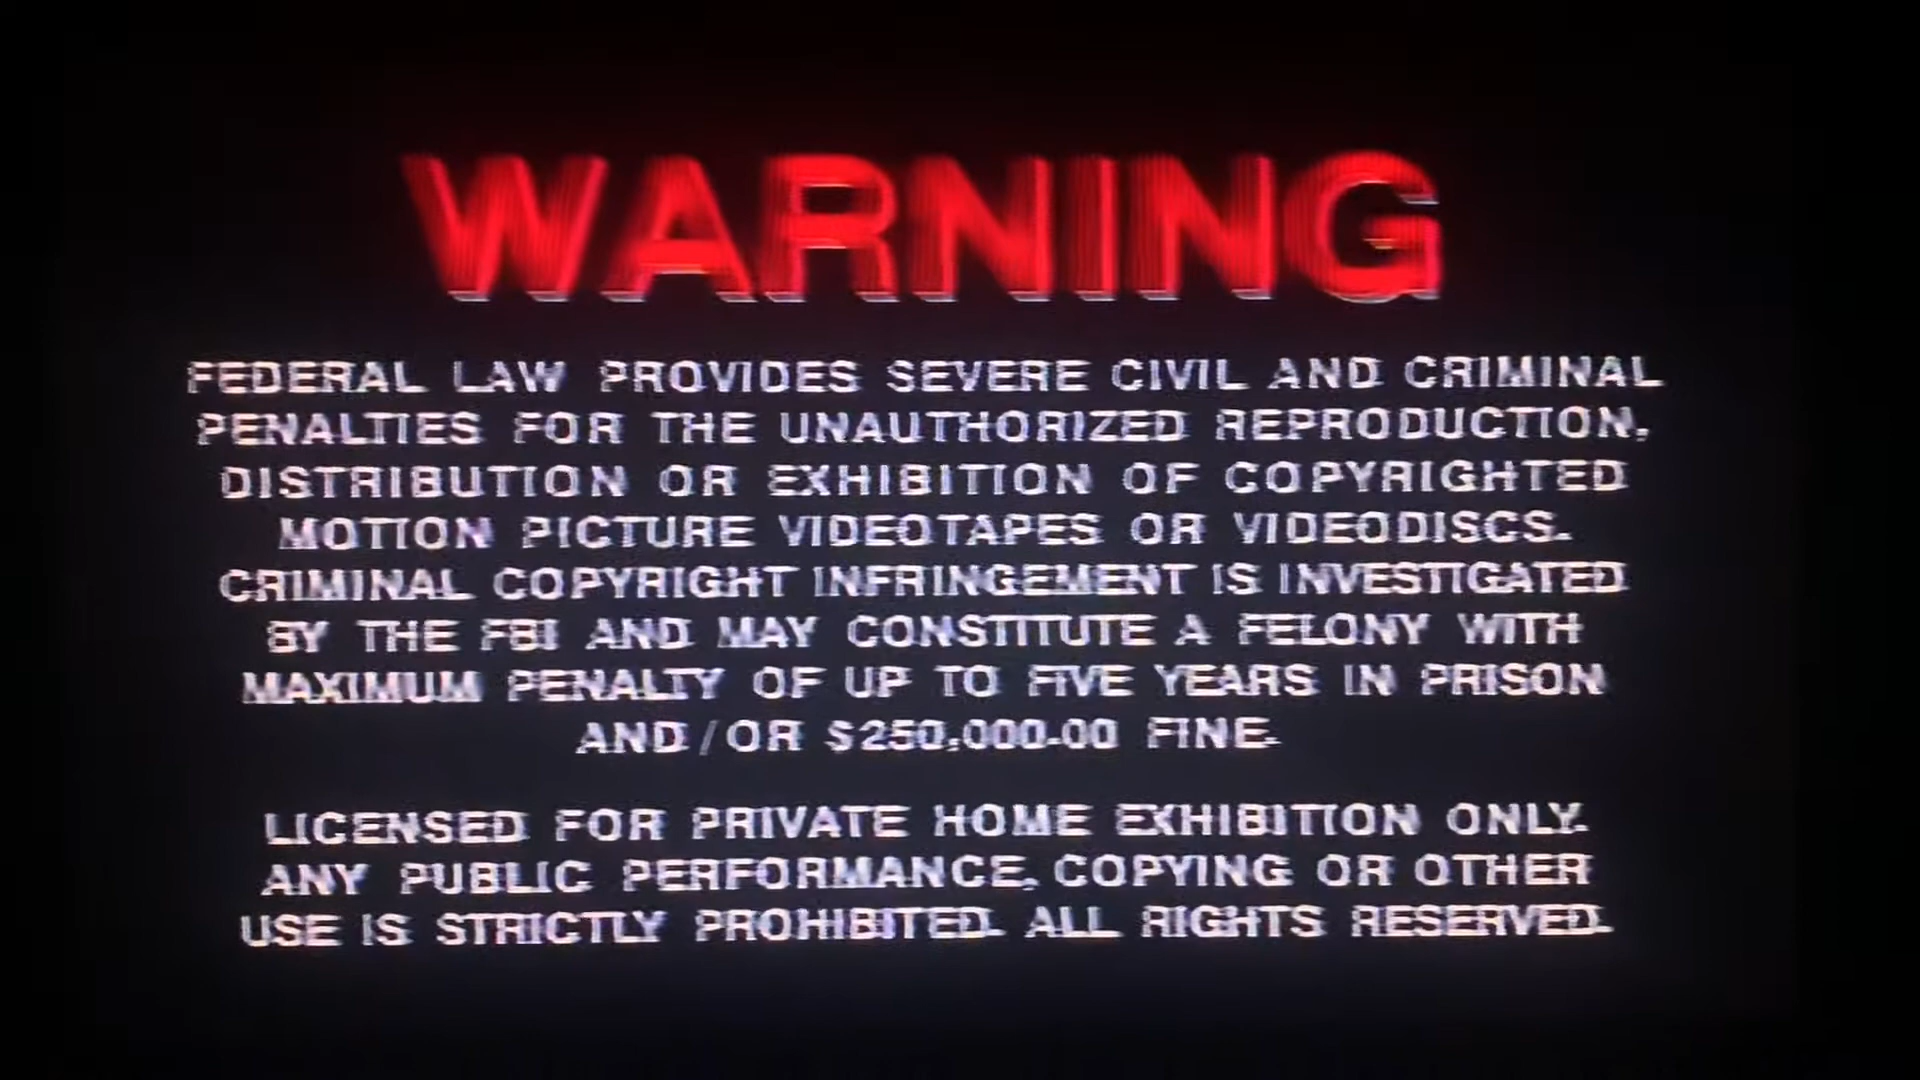 WARNING
FEDERAL LAW PROVIDES SEVERE CIVIL AND CRIMINAL
PENALTIES FOR THE UNAUTHORIZED REPRODUCTION,
DISTRIBUTION OR EXHIBITION OF COPYRIGHTED
MOTION PICTURE VIDEOTAPES OR VIDEODISCS.
CRIMINAL COPYRIGHT INFRINGEMENT IS INVESTIGATED
BY THE FBI AND MAY CONSTITUTE A FELONY WITH
MAXIMUM PENALTY OF UP TO FIVE YEARS IN PRISON
AND/OR $250,000.00 FINE.
LICENSED FOR PRIVATE HOME EXHIBITION ONLY.
ANY PUBLIC PERFORMANCE, COPYING OR OTHER
USE IS STRICTLY PROHIBITED. ALL RIGHTS RESERVED.